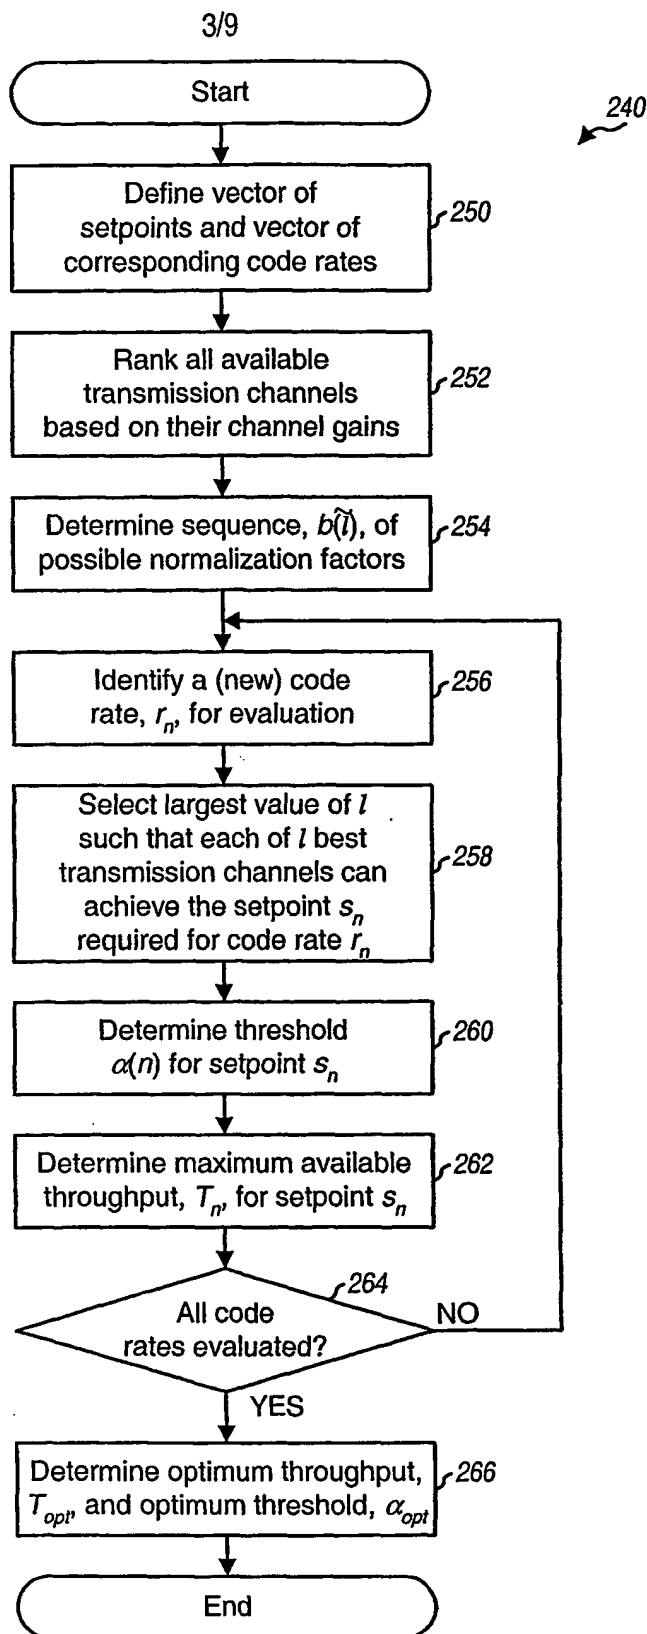 3/9
Start
240
Define vector of
setpoints and vector of
corresponding code rates
250
Rank all available
transmission channels
based on their channel gains
252
Determine sequence, b(l̃), of
possible normalization factors
254
Identify a (new) code
rate, rₙ, for evaluation
256
Select largest value of l
such that each of l best
transmission channels can
achieve the setpoint sₙ
required for code rate rₙ
258
Determine threshold
α(n) for setpoint sₙ
260
Determine maximum available
throughput, Tₙ, for setpoint sₙ
262
264
All code
rates evaluated?
NO
YES
Determine optimum throughput,
T_opt, and optimum threshold, α_opt
266
End